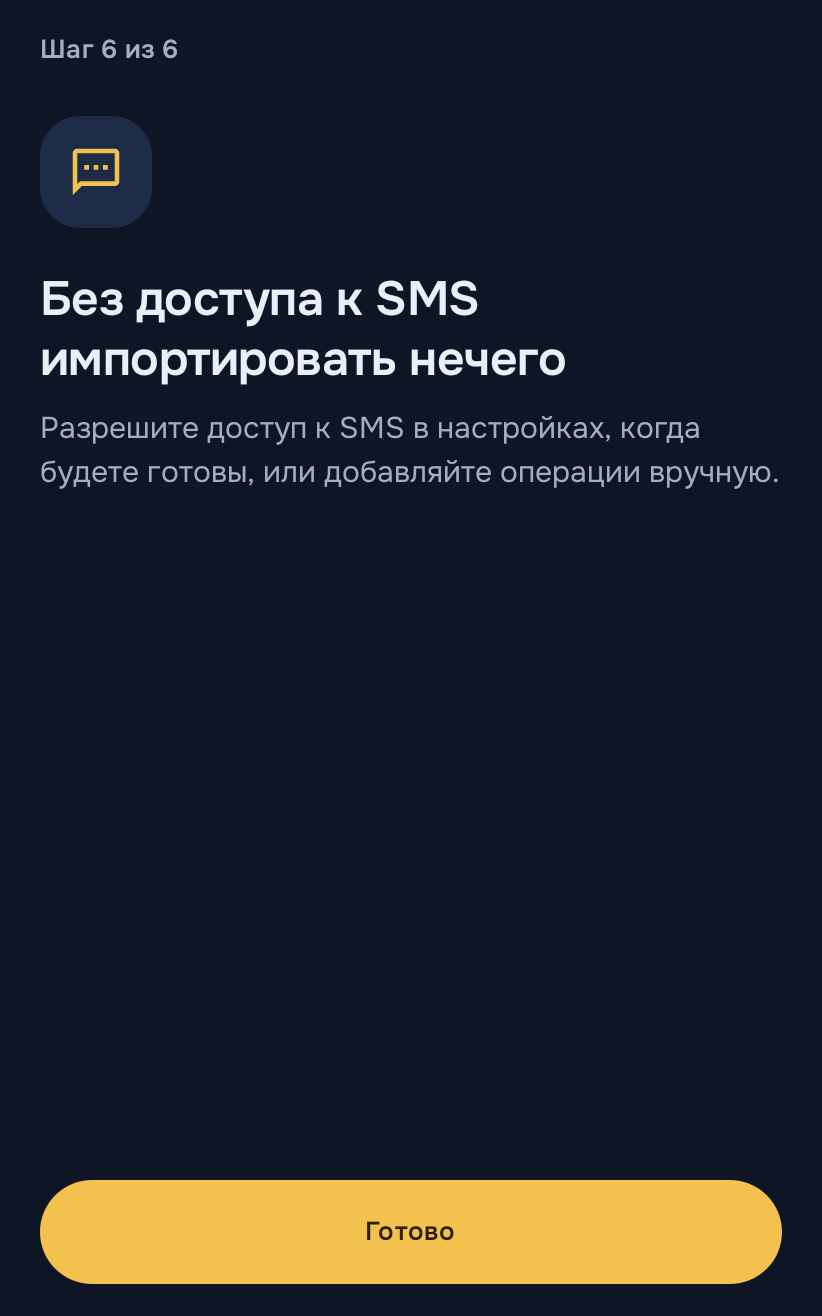 Шаг 6 из 6
Без доступа к SMS
импортировать нечего
Разрешите доступ к SMS в настройках, когда
будете готовы, или добавляйте операции вручную.
Готово